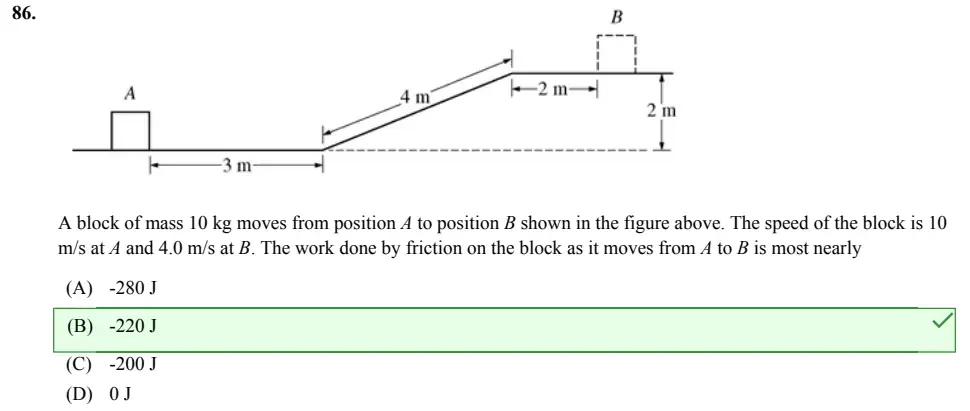 86.
B
A
4 m
2 m
2 m
3 m
A block of mass 10 kg moves from position A to position B shown in the figure above. The speed of the block is 10
m/s at A and 4.0 m/s at B. The work done by friction on the block as it moves from A to B is most nearly
(A) -280 J
(B) -220 J
(C) -200 J
(D) 0 J